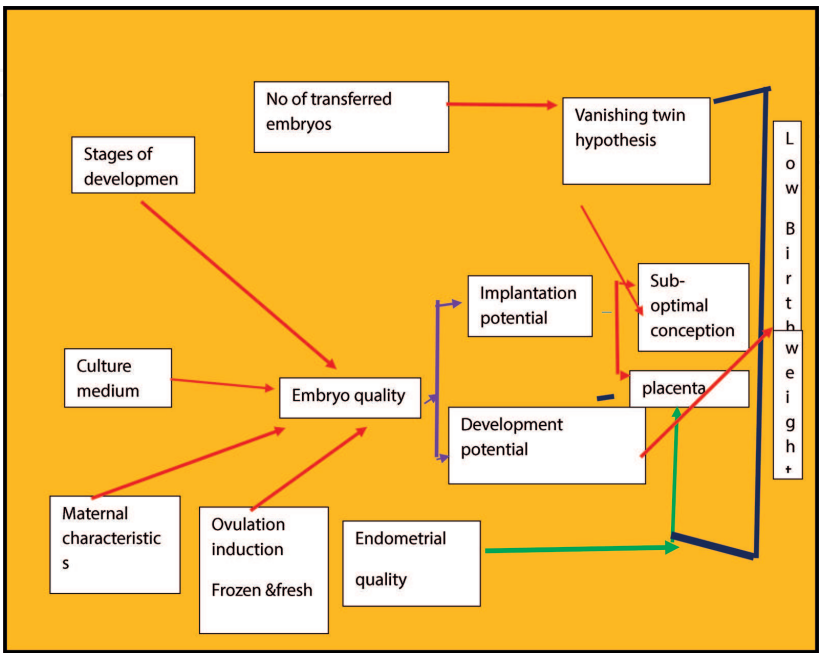 No of transferred
embryos
Vanishing twin
hypothesis
Stages of
developmen
L
o
w
B
i
r
t
h
w
e
i
g
h
t
Implantation
potential
Sub-
optimal
conception
Culture
medium
Embryo quality
placenta
Development
potential
Maternal
characteristic
s
Ovulation
induction
Frozen &fresh
Endometrial
quality